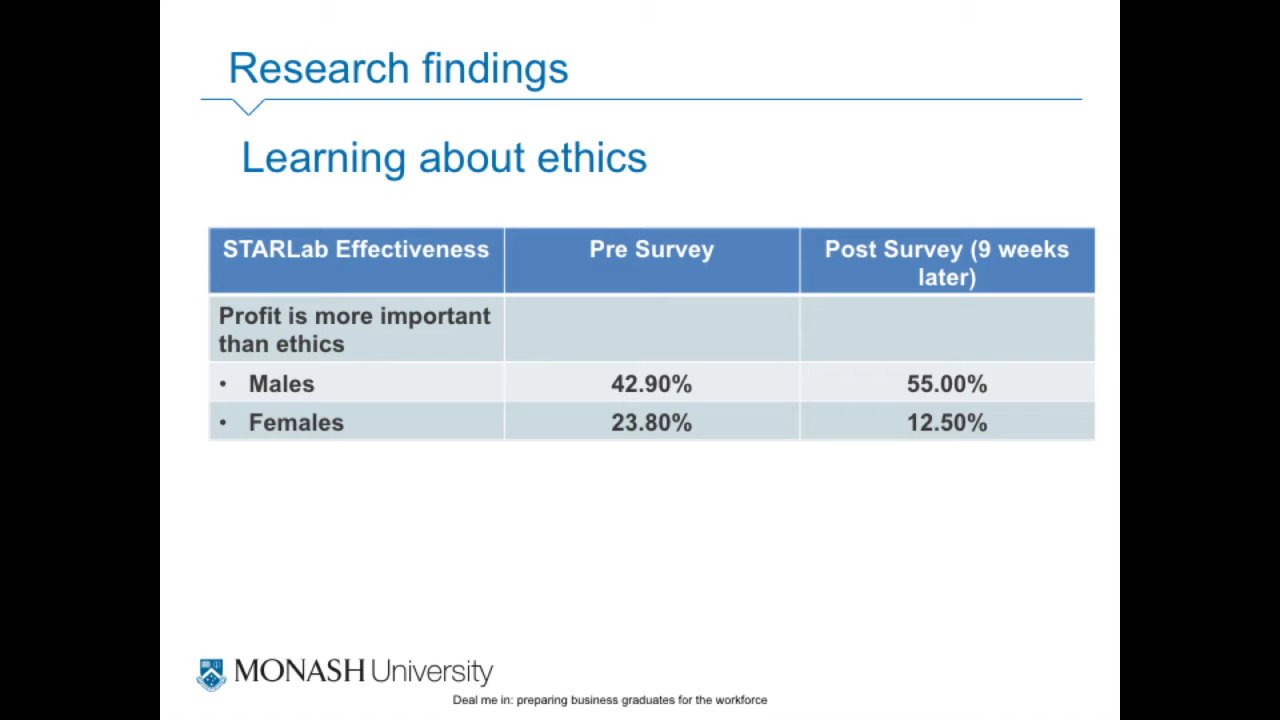 Research findings
Learning about ethics
STARLab Effectiveness
Pre Survey
Post Survey (9 weeks
later)
Profit is more important
than ethics
• Males
42.90%
55.00%
• Females
23.80%
12.50%
MONASH University
Deal me in: preparing business graduates for the workforce